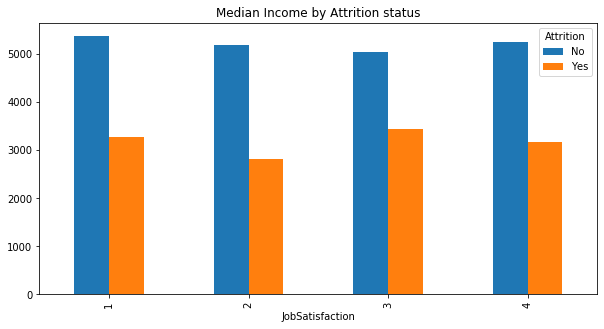 Median Income by Attrition status
Attrition
No
Yes
5000
4000
3000
2000
1000
0
1
2
3
4
JobSatisfaction